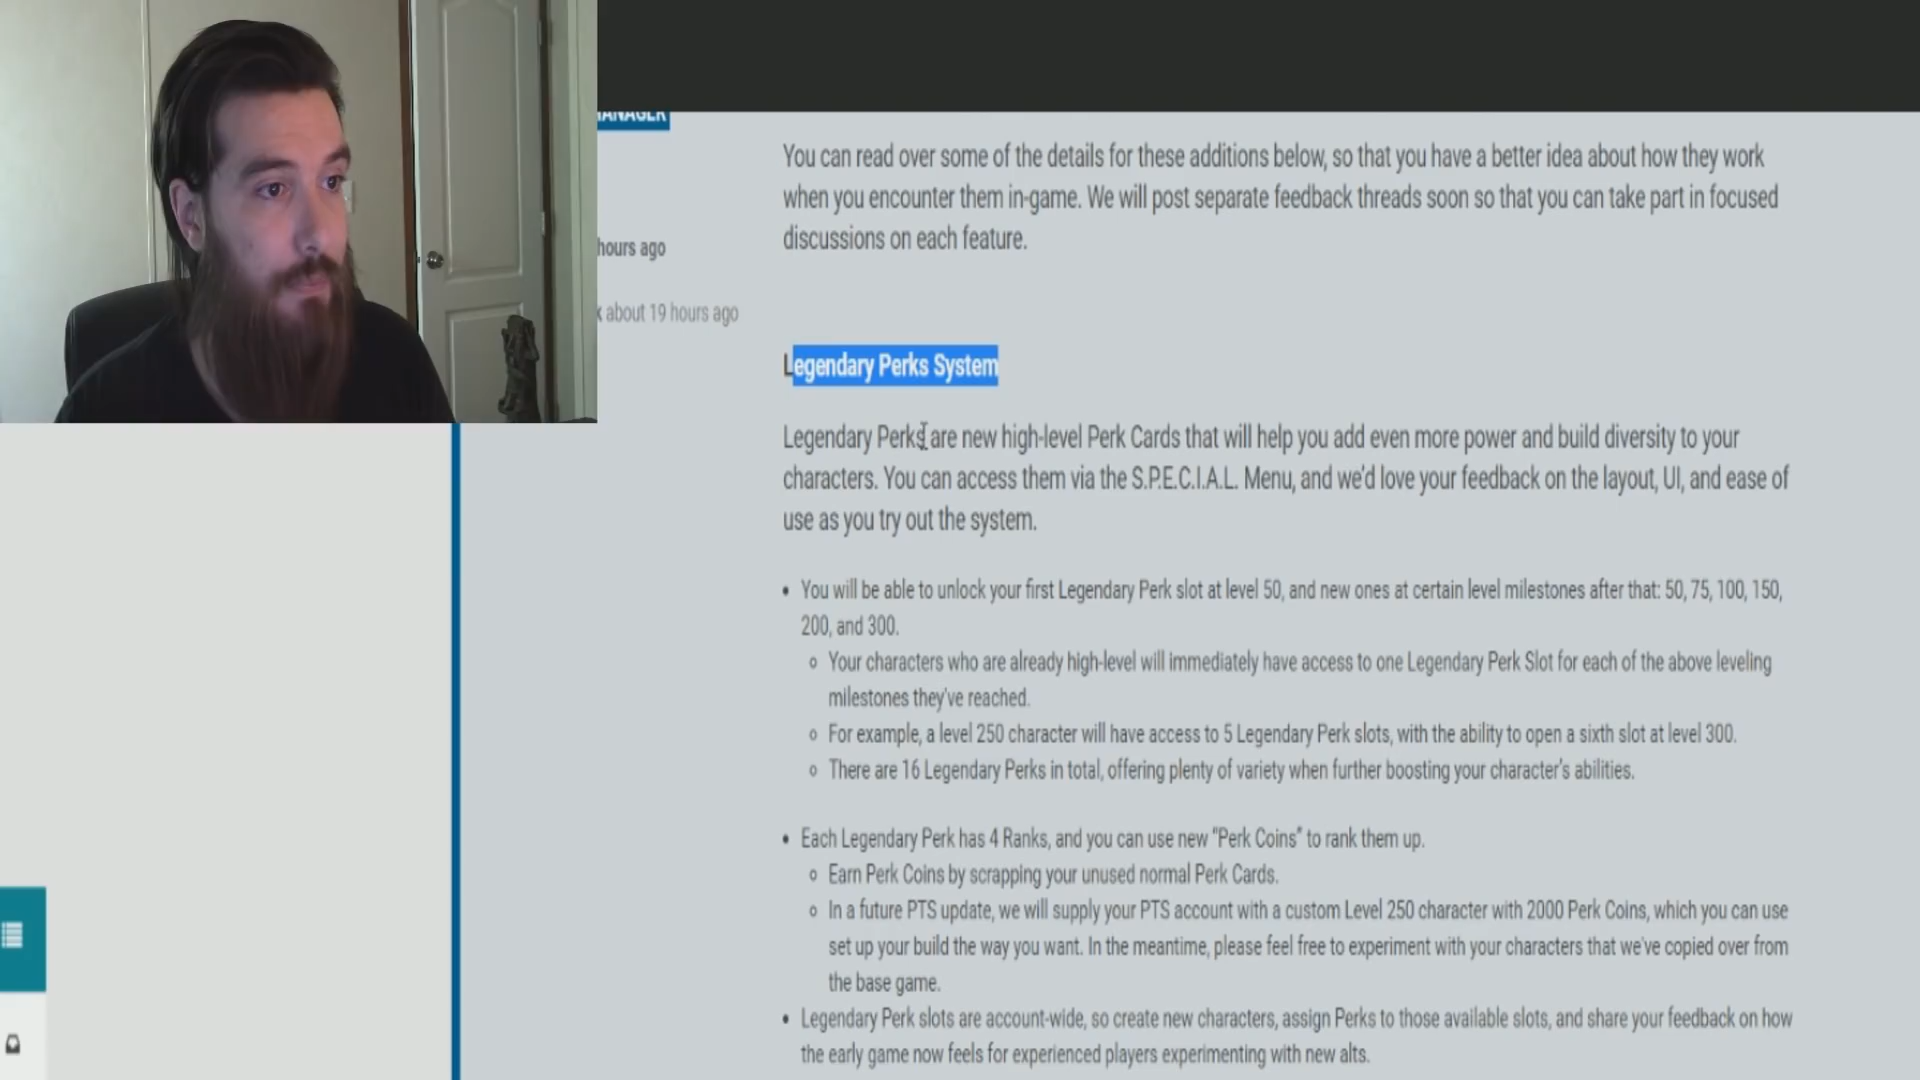 You can read over some of the details for these additions below, so that you have a better idea about how they work
when you encounter them in-game. We will post separate feedback threads soon so that you can take part in focused
hours ago
discussions on each feature.
about 19 hours ago
Legendary Perks System
Legendary Perks are new high-level Perk Cards that will help you add even more power and build diversity to your
characters. You can access them via the S.P.E.C.I.A.L. Menu, and we'd love your feedback on the layout, UI, and ease of
use as you try out the system.
• You will be able to unlock your first Legendary Perk slot at level 50, and new ones at certain level milestones after that: 50, 75, 100, 150,
200, and 300.
Your characters who are already high-level will immediately have access to one Legendary Perk Slot for each of the above leveling
milestones they've reached.
For example, a level 250 character will have access to 5 Legendary Perk slots, with the ability to open a sixth slot at level 300.
There are 16 Legendary Perks in total, offering plenty of variety when further boosting your character's abilities.
• Each Legendary Perk has 4 Ranks, and you can use new “Perk Coins” to rank them up.
Earn Perk Coins by scrapping your unused normal Perk Cards.
In a future PTS update, we will supply your PTS account with a custom Level 250 character with 2000 Perk Coins, which you can use
set up your build the way you want. In the meantime, please feel free to experiment with your characters that we've copied over from
the base game.
• Legendary Perk slots are account-wide, so create new characters, assign Perks to those available slots, and share your feedback on how
the early game now feels for experienced players experimenting with new alts.